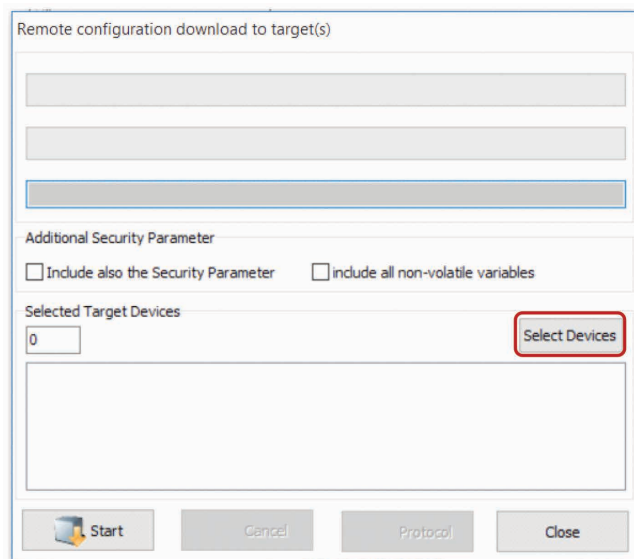 Remote configuration download to target(s)
Additional Security Parameter
Include also the Security Parameter include all non-volatile variables
Selected Target Devices
0 Select Devices
Start Cancel Protocol Close